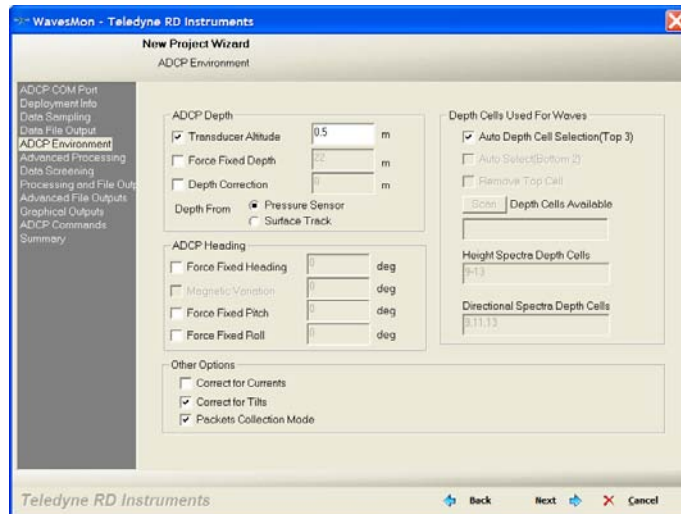 WavesMon - Teledyne RD Instruments
New Project Wizard
ADCP Environment
ADCP COM Port
Deployment Info
Data Sampling
Data File Output
ADCP Environment
Advanced Processing
Data Screening
Processing and File Outp
Advanced File Outputs
Graphical Outputs
ADCP Commands
Summary
ADCP Depth
Transducer Altitude 0.5 m
Force Fixed Depth 22 m
Depth Correction 0 m
Depth From Pressure Sensor
Surface Track
ADCP Heading
Force Fixed Heading 0 deg
Magnetic Variation 0 deg
Force Fixed Pitch 0 deg
Force Fixed Roll 0 deg
Depth Cells Used For Waves
Auto Depth Cell Selection(Top 3)
Auto Select(Bottom 2)
Remove Top Cell
Scan Depth Cells Available
Height Spectra Depth Cells
9-13
Directional Spectra Depth Cells
9,11,13
Other Options
Correct for Currents
Correct for Tilts
Packets Collection Mode
Teledyne RD Instruments
Back Next Cancel